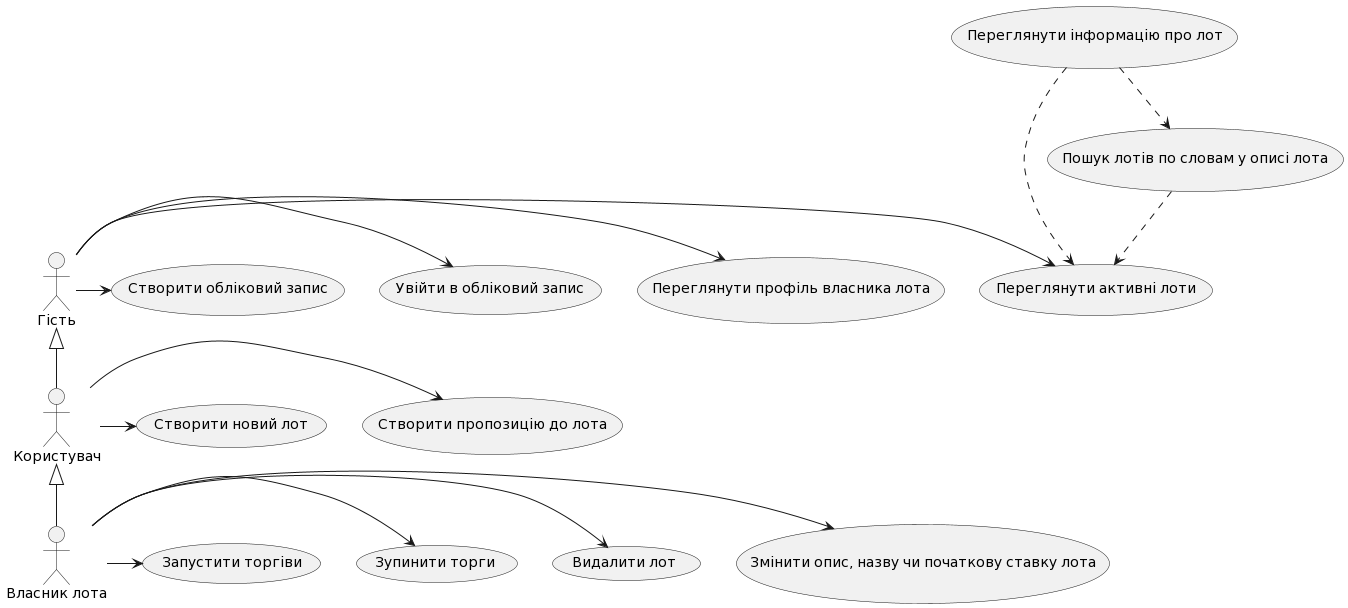 Переглянути інформацію про лот
Пошук лотів по словам у описі лота
Створити обліковий запис
Увійти в обліковий запис
Переглянути профіль власника лота
Переглянути активні лоти
Гість
Створити новий лот
Створити пропозицію до лота
Користувач
Запустити торгіви
Зупинити торги
Видалити лот
Змінити опис, назву чи початкову ставку лота
Власник лота